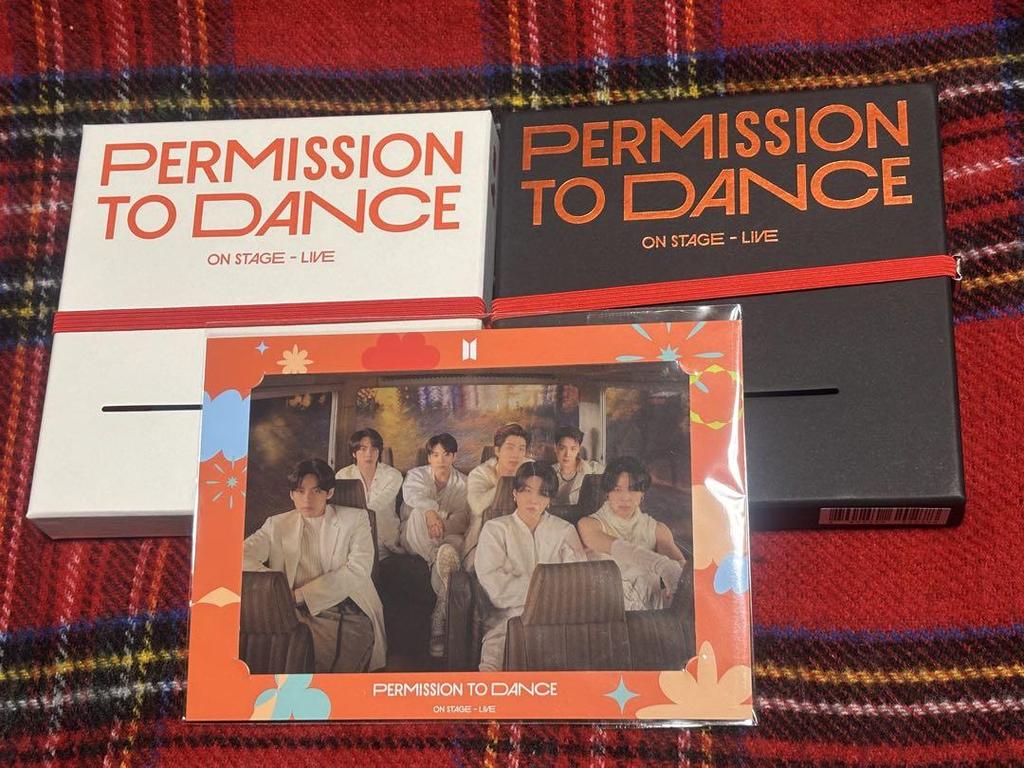 PERMISSION
TO DANCE
ON STAGE - LIVE
PERMISSION
TO DANCE
ON STAGE - LIVE
PERMISSION TO DANCE
ON STAGE - LIVE